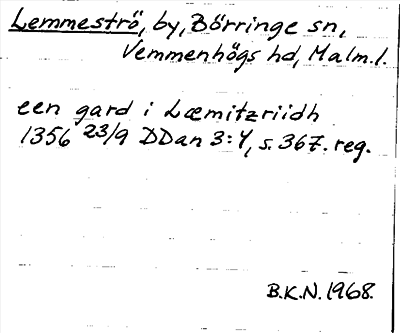 Lemmeströ, by, Börringe sn,
Vemmenhögs hd, Malm.l.
een gard i Læmitzriidh
1356 23/9 DDan 3:4, s. 367. reg.
B.K.N. 1968.